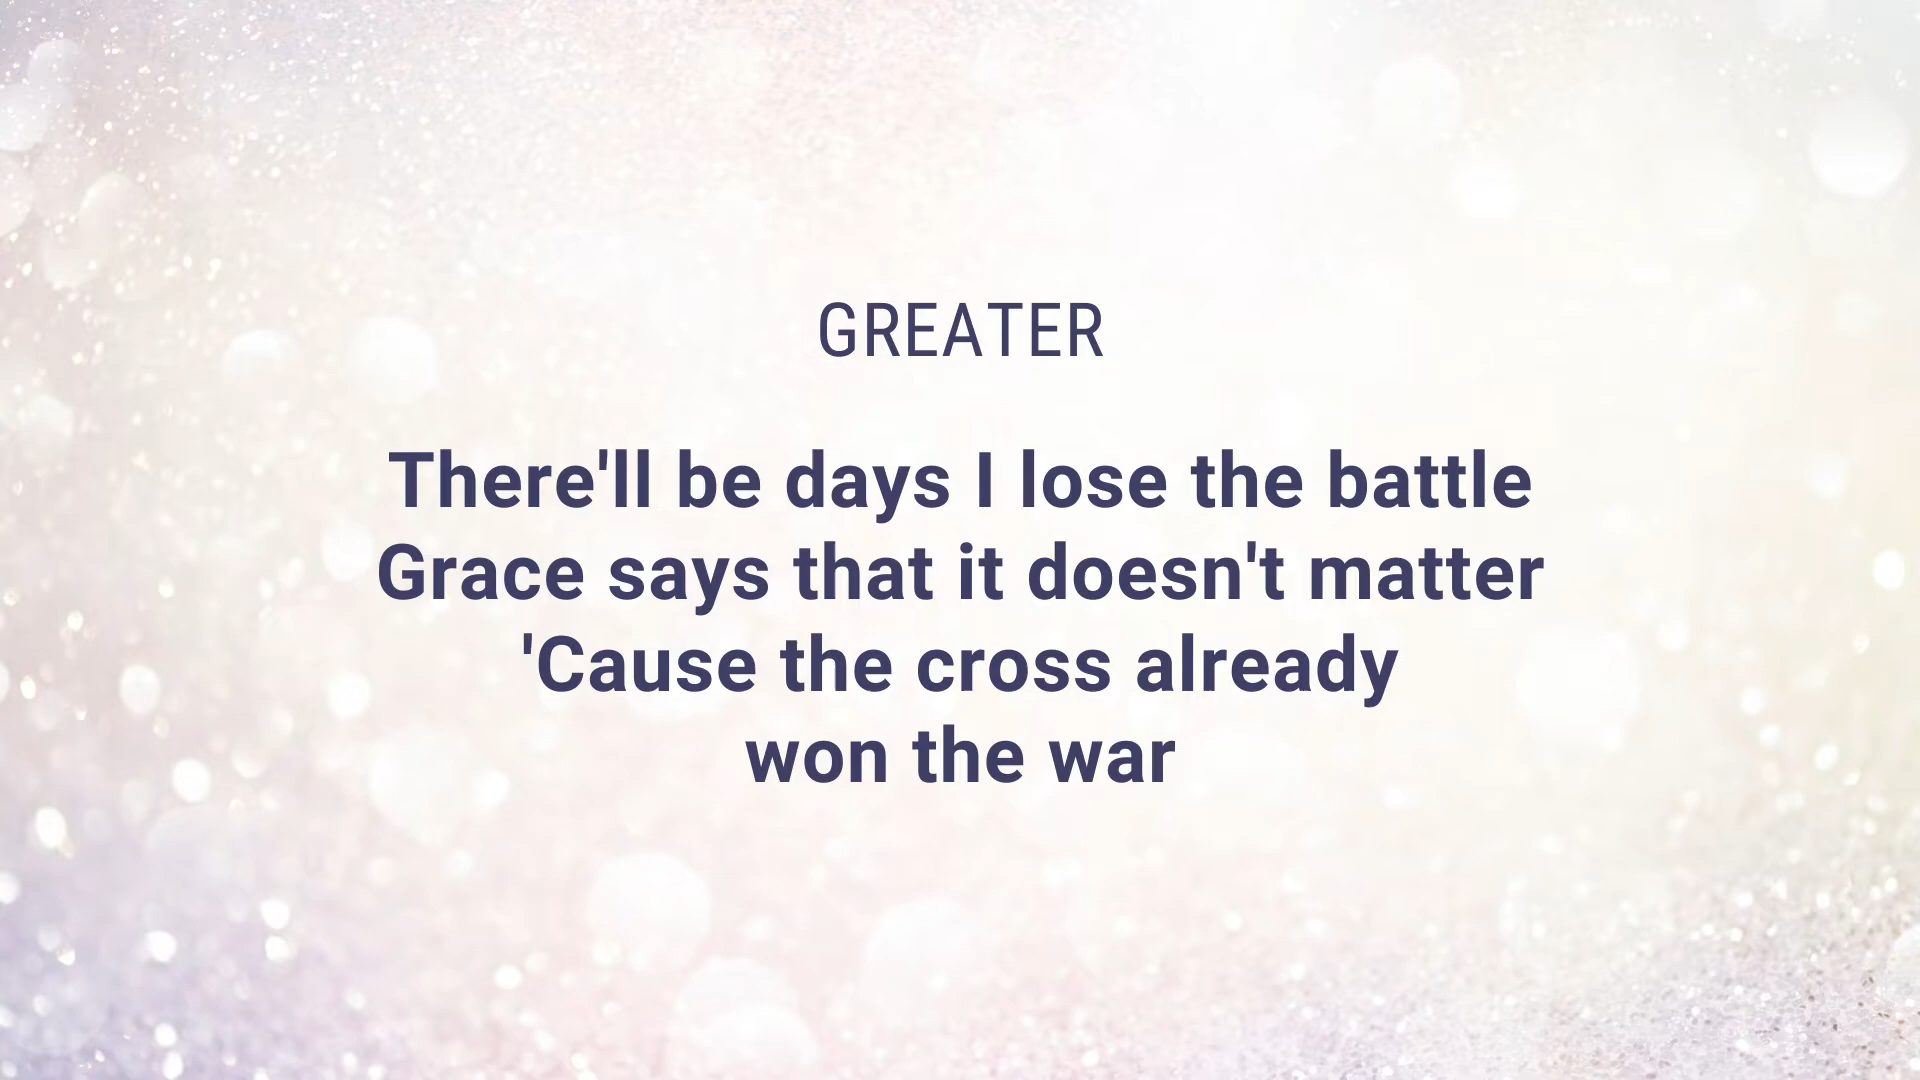 GREATER
There'll be days I lose the battle
Grace says that it doesn't matter
'Cause the cross already
won the war